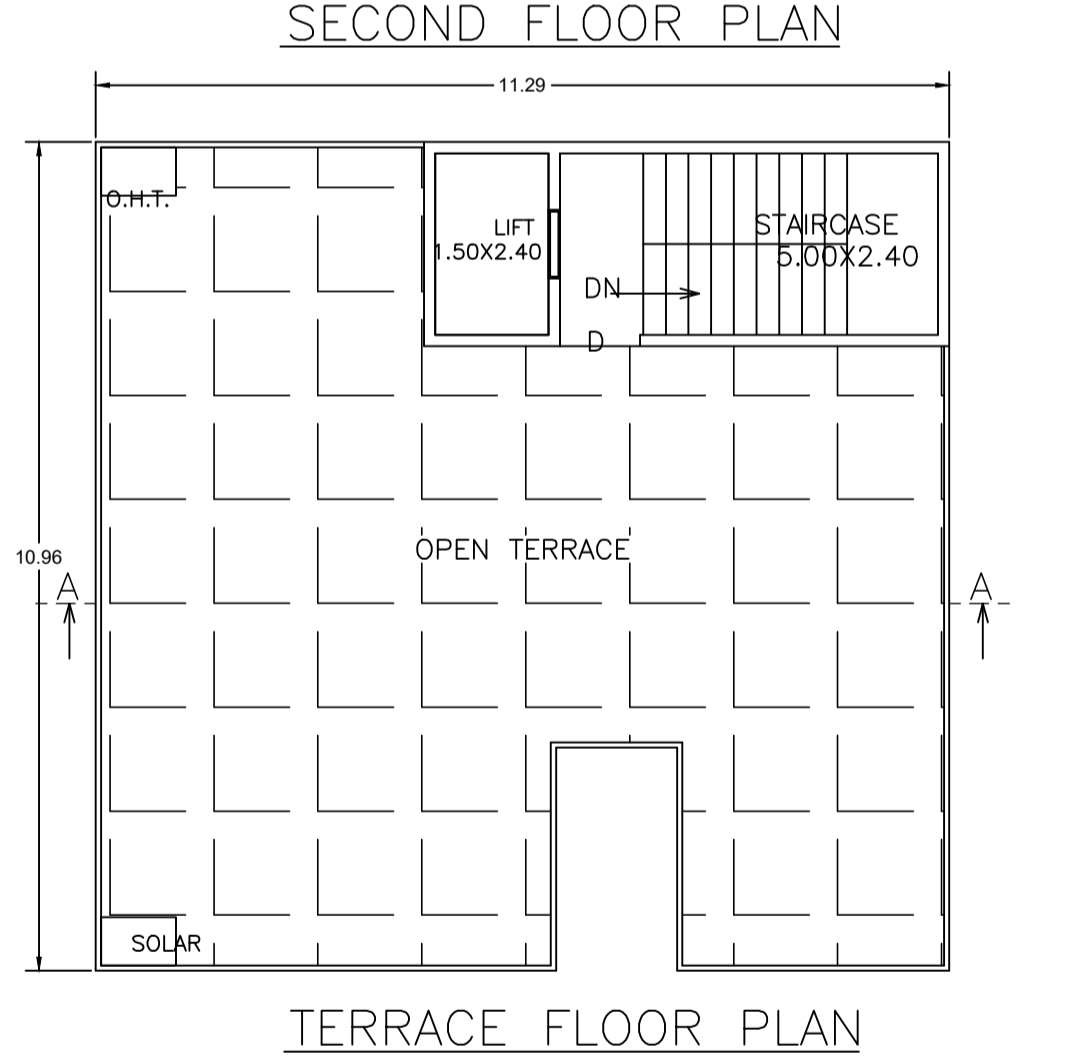 SECOND FLOOR PLAN
11.29
O.H.T.
LIFT
1.50X2.40
STAIRCASE
5.00X2.40
DN
D
OPEN TERRACE
10.96
A
A
SOLAR
TERRACE FLOOR PLAN